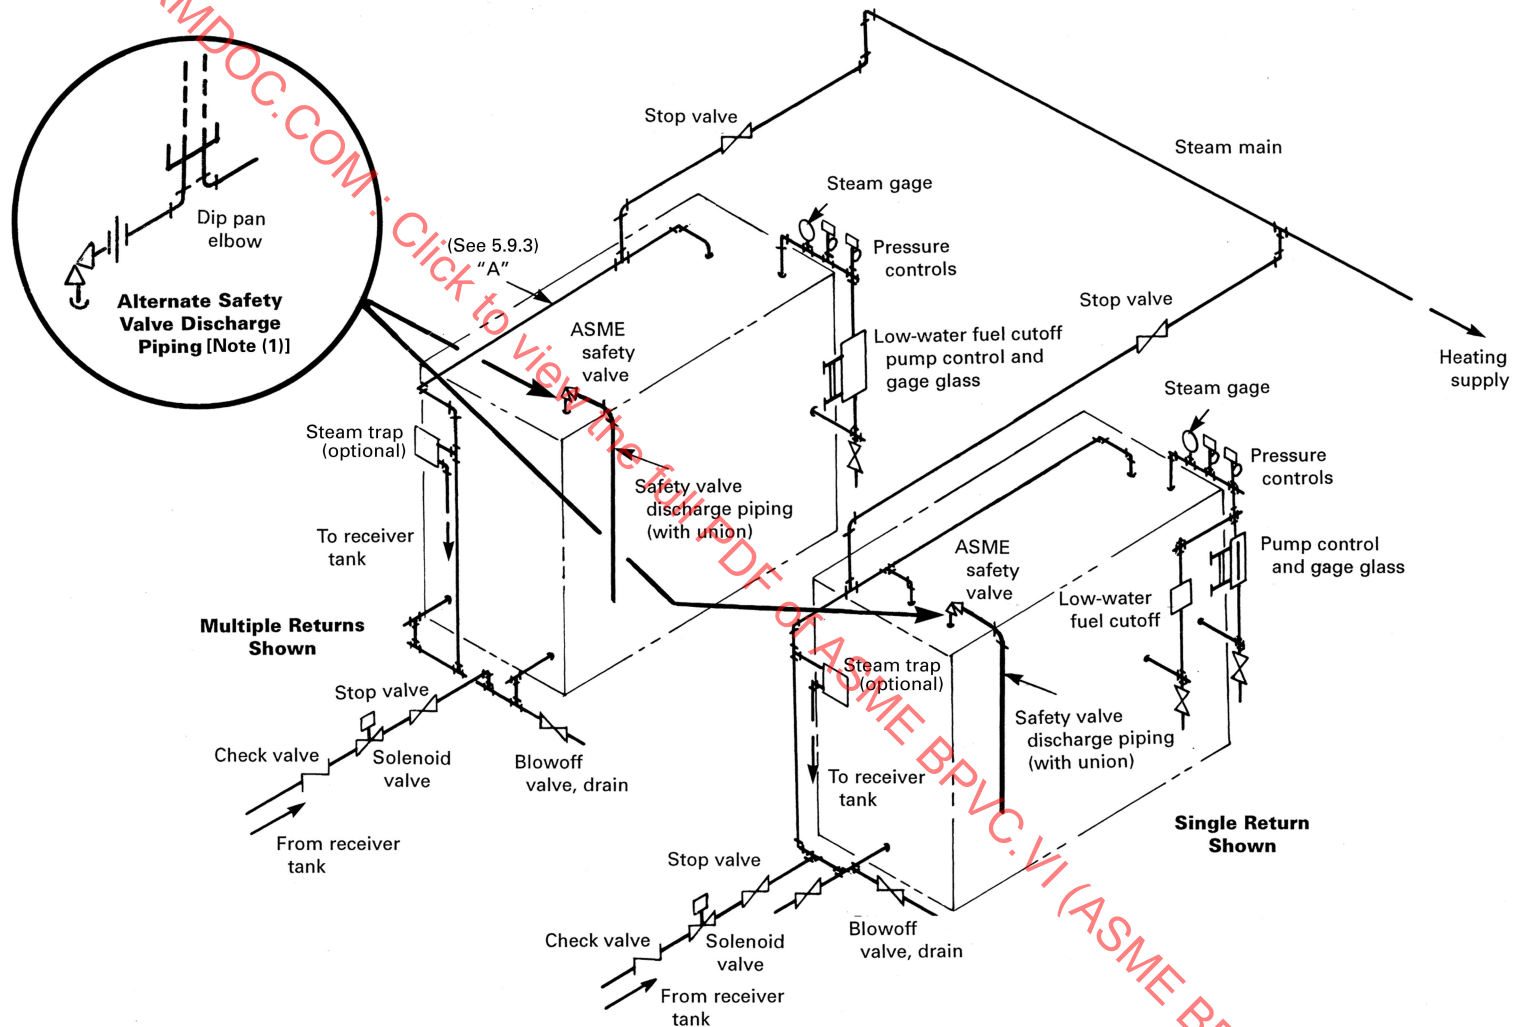 Stop valve
Steam main
Steam gage
Pressure
controls
Dip pan
elbow
(See 5.9.3)
"A"
Alternate Safety
Valve Discharge
Piping [Note (1)]
ASME
safety
valve
Low-water fuel cutoff
pump control and
gage glass
Stop valve
Heating
supply
Steam gage
Steam trap
(optional)
Safety valve
discharge piping
(with union)
Pressure
controls
To receiver
tank
ASME
safety
valve
Pump control
and gage glass
Low-water
fuel cutoff
Multiple Returns
Shown
Steam trap
(optional)
Stop valve
Check valve
Solenoid
valve
Blowoff
valve, drain
Safety valve
discharge piping
(with union)
To receiver
tank
From receiver
tank
Single Return
Shown
Stop valve
Check valve
Solenoid
valve
Blowoff
valve, drain
From receiver
tank
MDOC.COM : Click to view the full PDF of ASME BPVC.VI (ASME